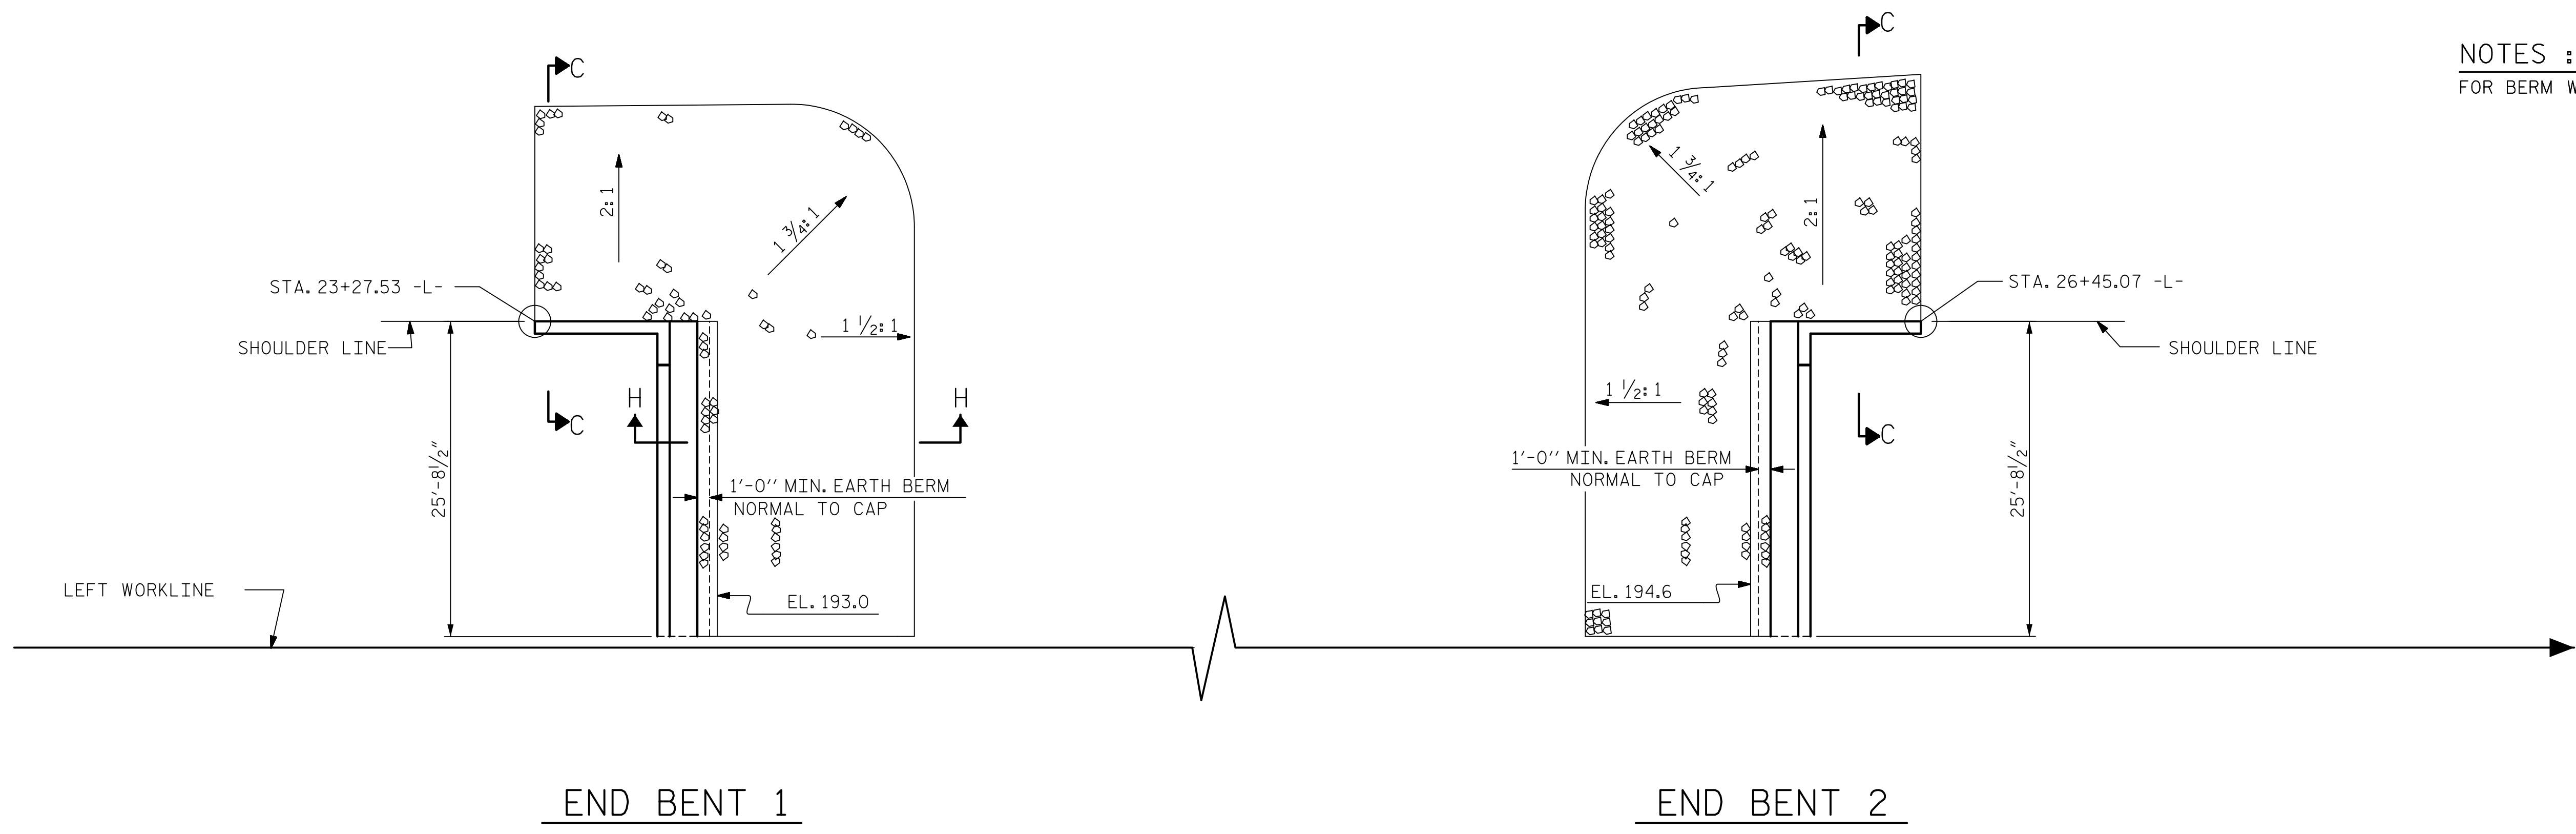 C
C
NOTES :
FOR BERM W
2:1
1 3/4:1
1 3/4:1
2:1
STA. 23+27.53 -L-
STA. 26+45.07 -L-
1 1/2:1
SHOULDER LINE
SHOULDER LINE
1 1/2:1
H
H
C
C
25'-8 1/2"
25'-8 1/2"
1'-0" MIN. EARTH BERM
NORMAL TO CAP
1'-0" MIN. EARTH BERM
NORMAL TO CAP
LEFT WORKLINE
EL. 193.0
EL. 194.6
END BENT 1
END BENT 2